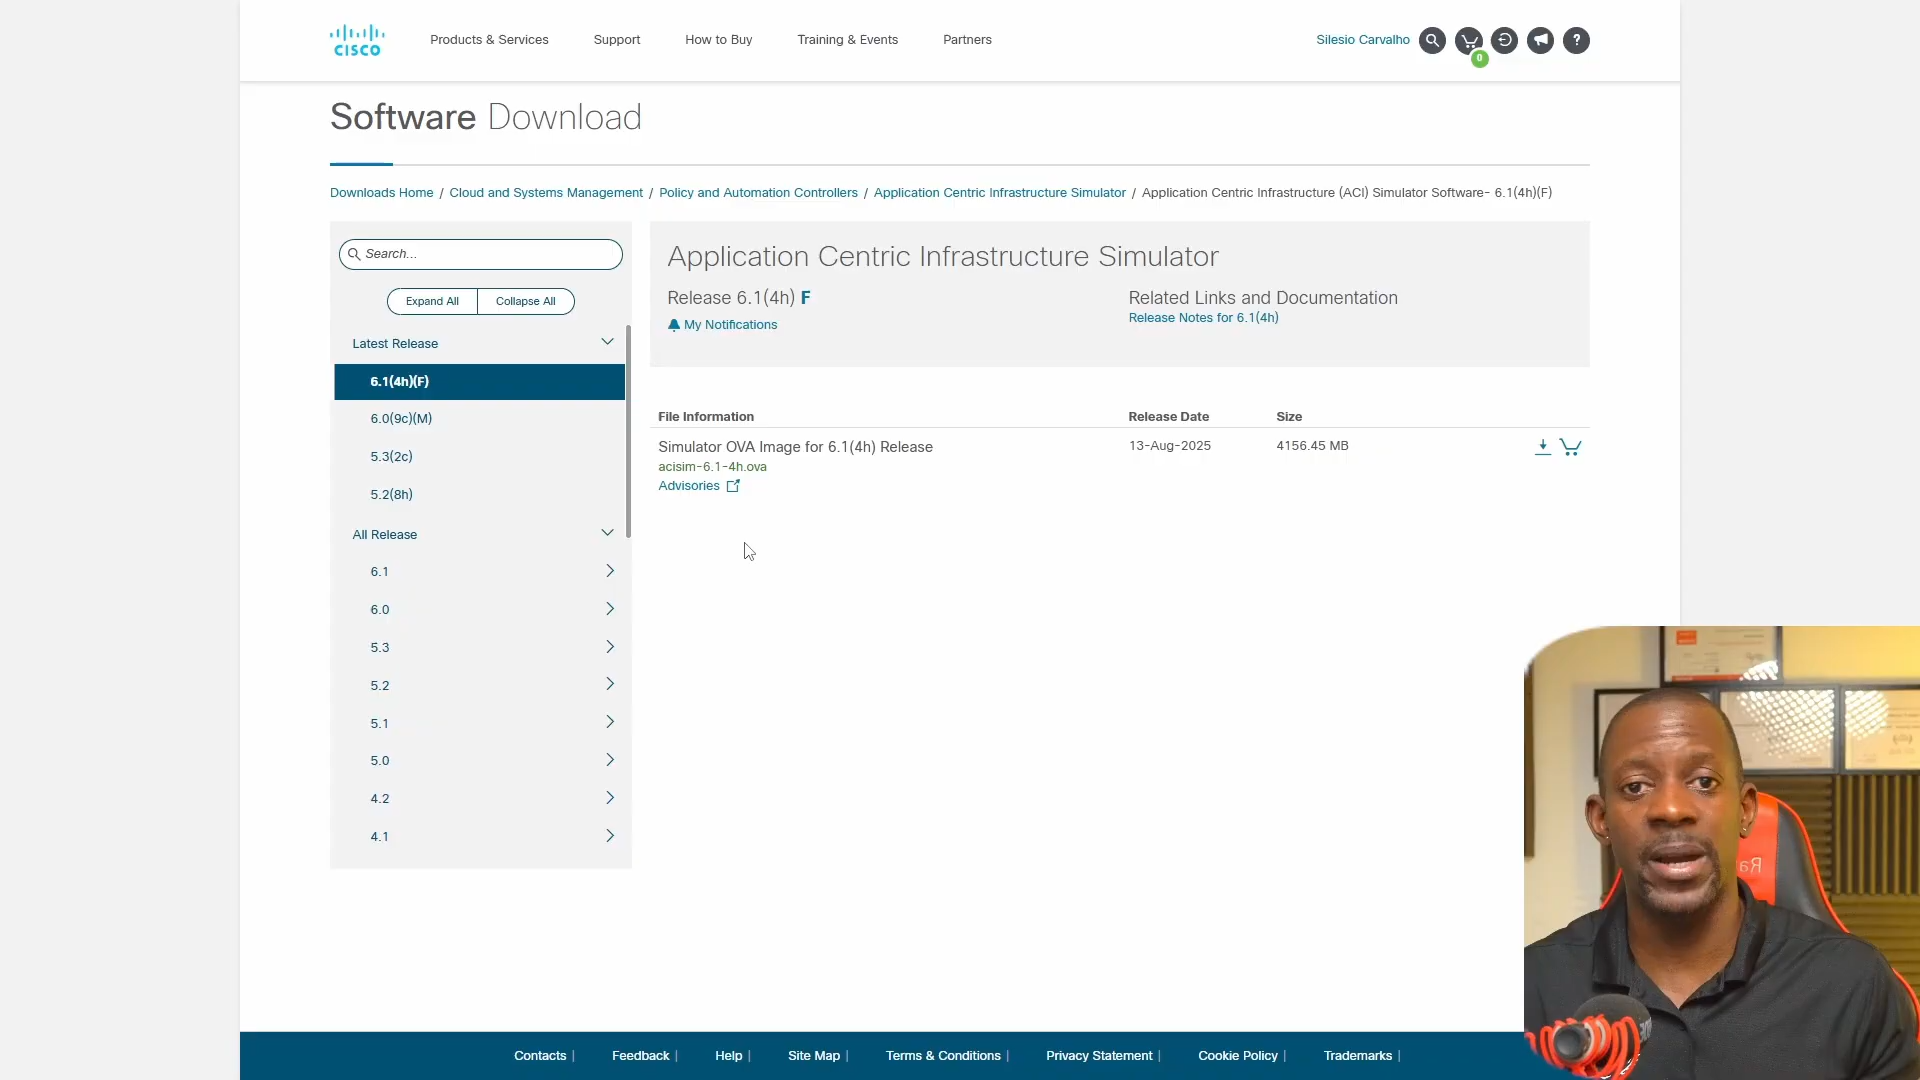 CISCO
Products & Services
Support
How to Buy
Training & Events
Partners
Silesio Carvalho
0
?
Software Download
Downloads Home / Cloud and Systems Management / Policy and Automation Controllers / Application Centric Infrastructure Simulator / Application Centric Infrastructure (ACI) Simulator Software- 6.1(4h)(F)
Search...
Expand All
Collapse All
Latest Release
6.1(4h)(F)
6.0(9c)(M)
5.3(2c)
5.2(8h)
All Release
6.1
6.0
5.3
5.2
5.1
5.0
4.2
4.1
Application Centric Infrastructure Simulator
Release 6.1(4h) F
My Notifications
Related Links and Documentation
Release Notes for 6.1(4h)
File Information
Release Date
Size
Simulator OVA Image for 6.1(4h) Release
13-Aug-2025
4156.45 MB
acisim-6.1-4h.ova
Advisories
Contacts |
Feedback |
Help |
Site Map |
Terms & Conditions |
Privacy Statement |
Cookie Policy |
Trademarks |